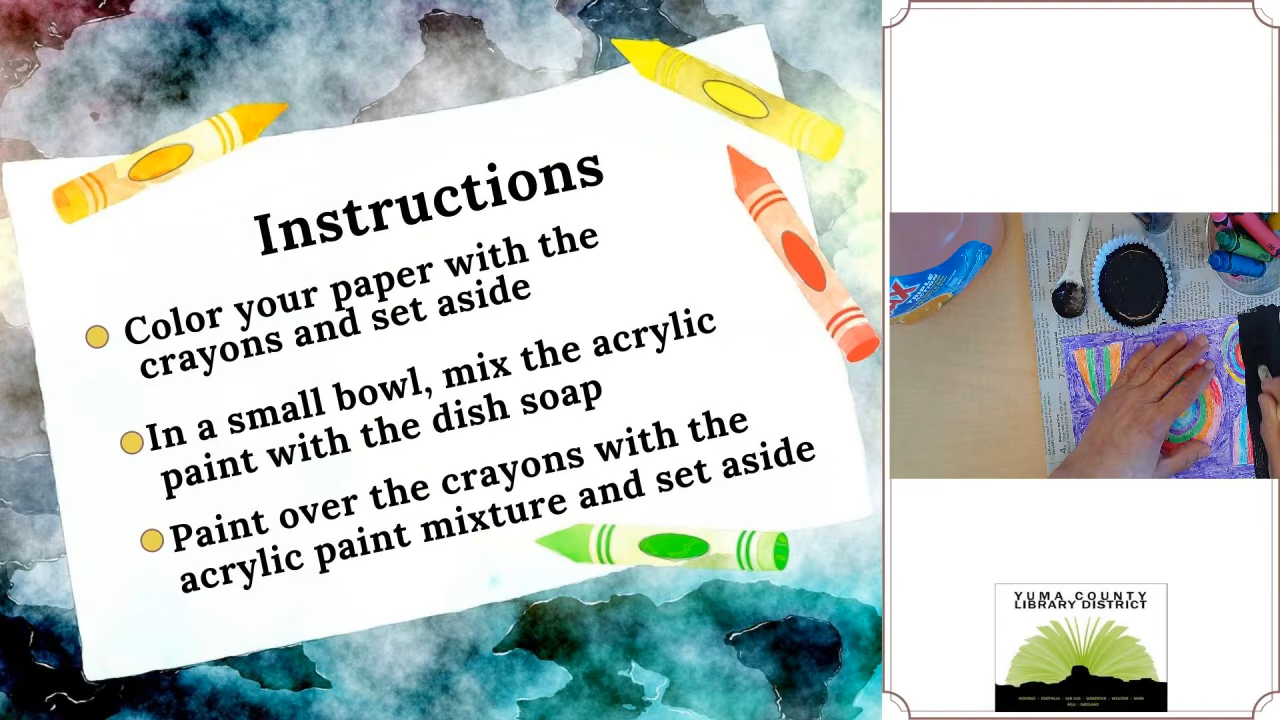 Instructions
Color your paper with the
crayons and set aside
In a small bowl, mix the acrylic
paint with the dish soap
Paint over the crayons with the
acrylic paint mixture and set aside
YUMA COUNTY
LIBRARY DISTRICT